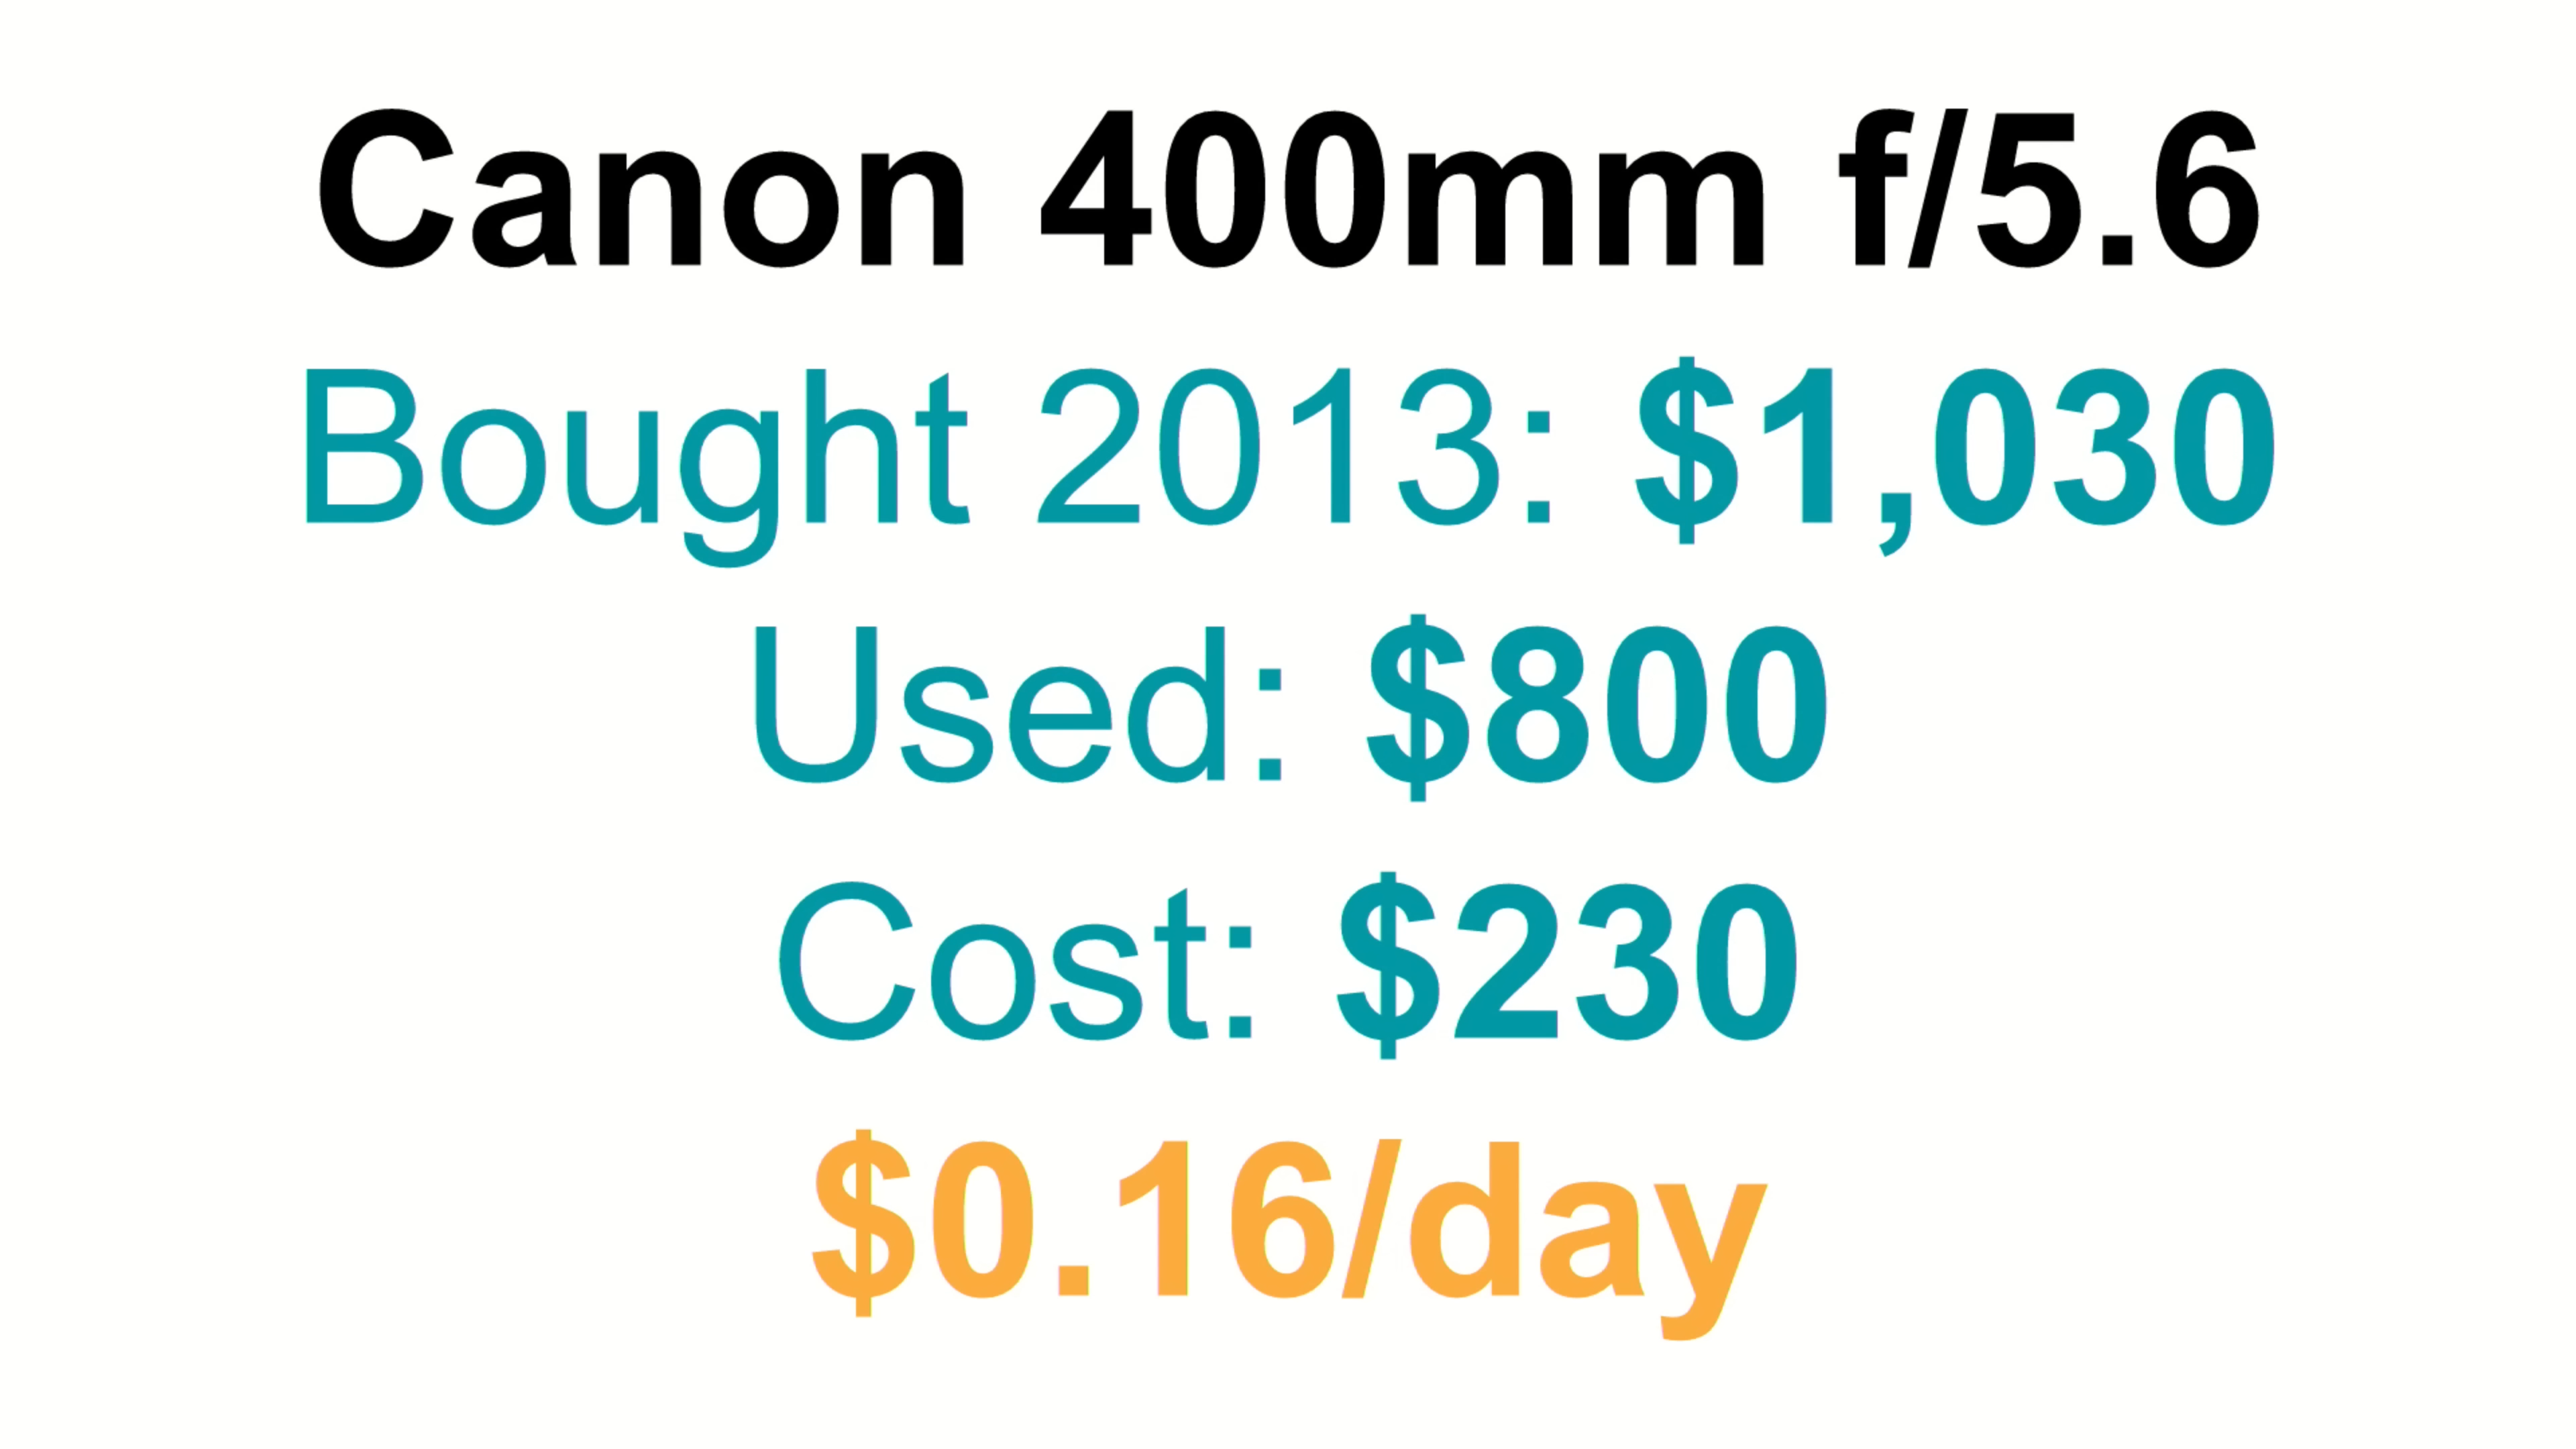 Canon 400mm f/5.6
Bought 2013: $1,030
Used: $800
Cost: $230
$0.16/day